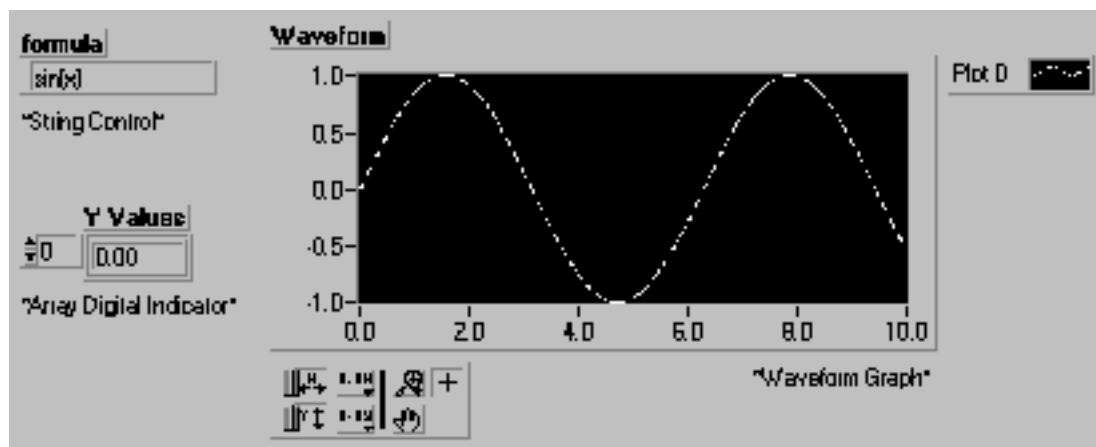 formula
sin(x)
"String Control"
Y Values
0
0.00
"Array Digital Indicator"
Waveform
1.0
0.5
0.0
-0.5
-1.0
0.0 2.0 4.0 6.0 8.0 10.0
Plot 0
"Waveform Graph"